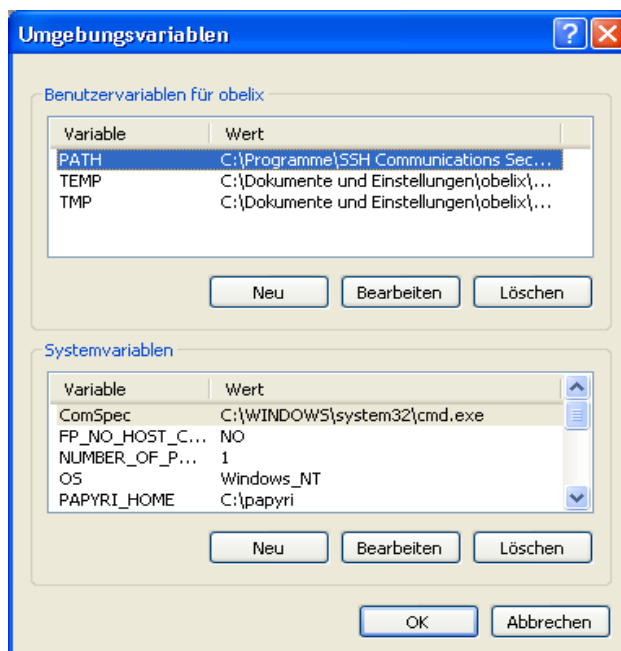 Umgebungsvariablen
Benutzervariablen für obelix
Variable Wert
PATH C:\Programme\SSH Communications Sec...
TEMP C:\Dokumente und Einstellungen\obelix\...
TMP C:\Dokumente und Einstellungen\obelix\...
Neu Bearbeiten Löschen
Systemvariablen
Variable Wert
ComSpec C:\WINDOWS\system32\cmd.exe
FP_NO_HOST_C... NO
NUMBER_OF_P... 1
OS Windows_NT
PAPYRI_HOME C:\papyri
Neu Bearbeiten Löschen
OK Abbrechen